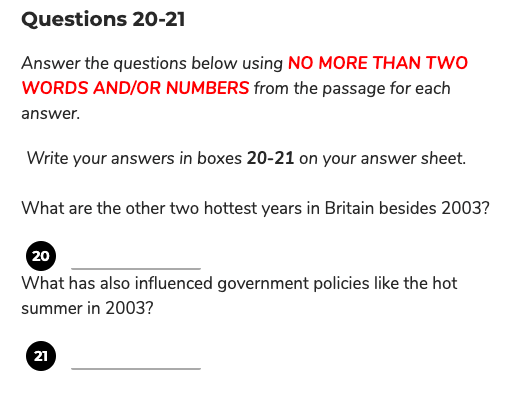 Questions 20-21
Answer the questions below using NO MORE THAN TWO
WORDS AND/OR NUMBERS from the passage for each
answer.
Write your answers in boxes 20-21 on your answer sheet.
What are the other two hottest years in Britain besides 2003?
20
What has also influenced government policies like the hot
summer in 2003?
21